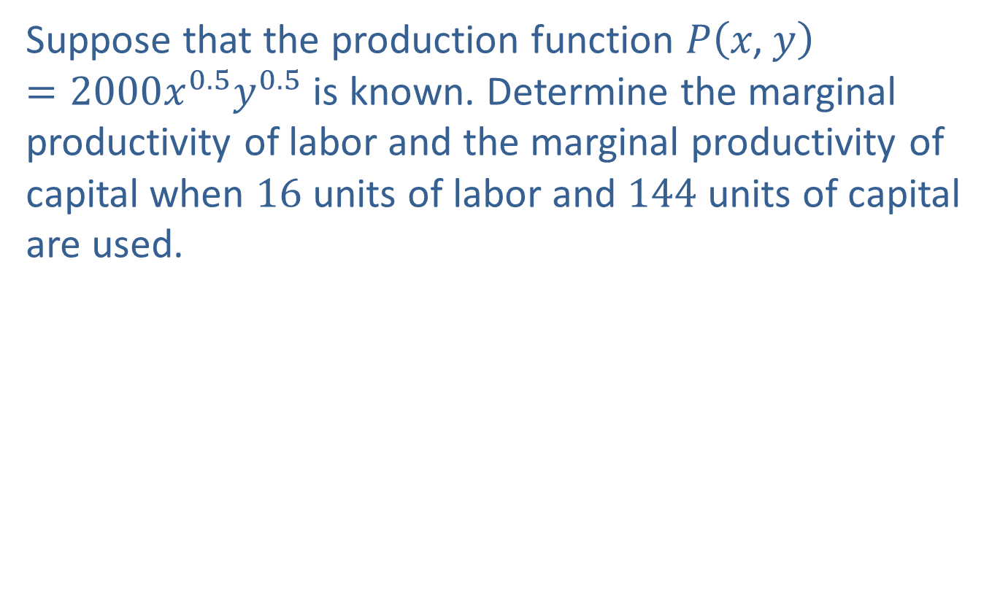 Suppose that the production function P(x, y)
= 2000x^0.5 y^0.5 is known. Determine the marginal
productivity of labor and the marginal productivity of
capital when 16 units of labor and 144 units of capital
are used.